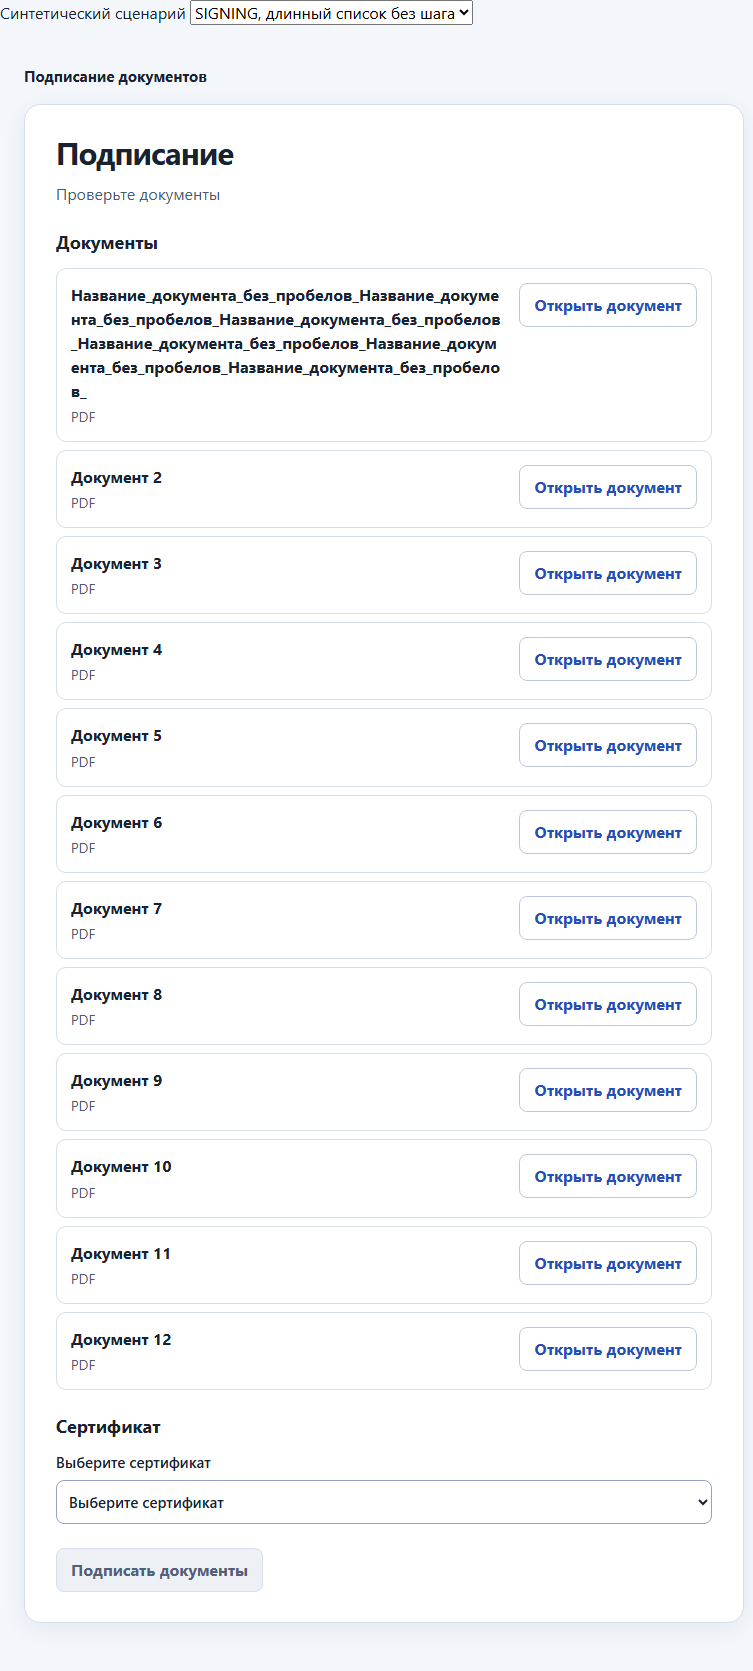 Синтетический сценарий SIGNING, длинный список без шага
Подписание документов
Подписание
Проверьте документы
Документы
Название_документа_без_пробелов_Название_докуме
нта_без_пробелов_Название_документа_без_пробелов
_Название_документа_без_пробелов_Название_докум
ента_без_пробелов_Название_документа_без_пробело
в_
PDF
Открыть документ
Документ 2
PDF
Открыть документ
Документ 3
PDF
Открыть документ
Документ 4
PDF
Открыть документ
Документ 5
PDF
Открыть документ
Документ 6
PDF
Открыть документ
Документ 7
PDF
Открыть документ
Документ 8
PDF
Открыть документ
Документ 9
PDF
Открыть документ
Документ 10
PDF
Открыть документ
Документ 11
PDF
Открыть документ
Документ 12
PDF
Открыть документ
Сертификат
Выберите сертификат
Выберите сертификат
Подписать документы